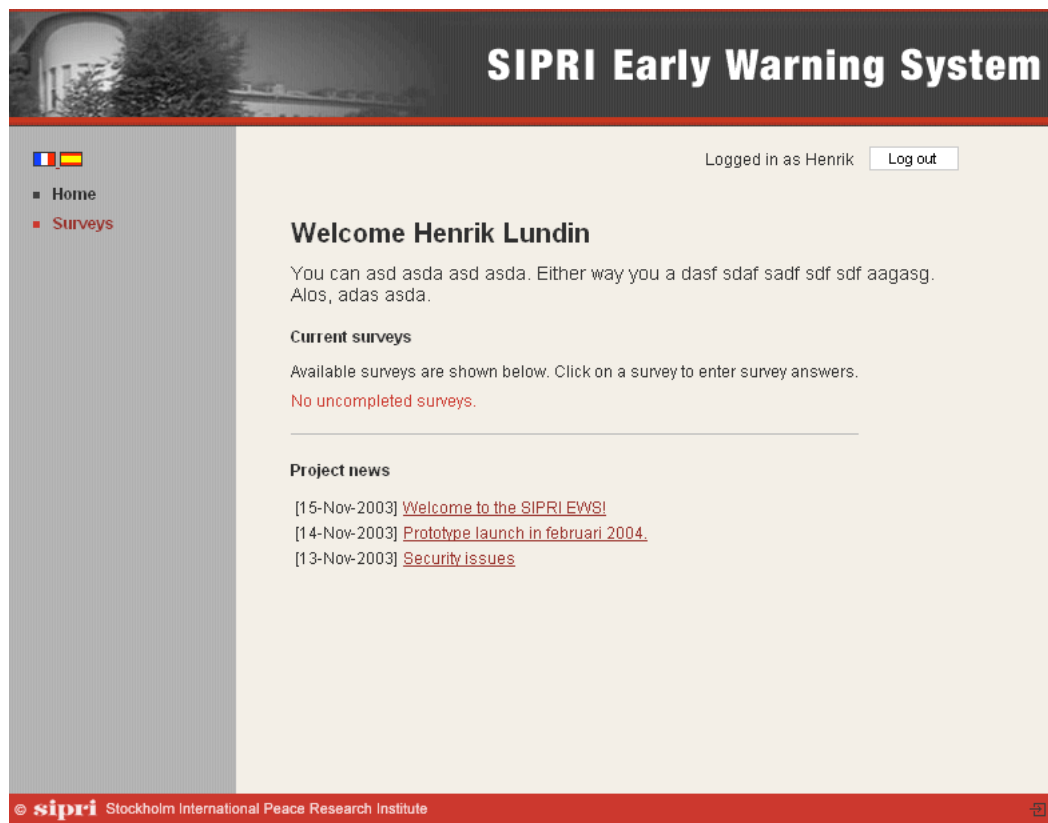 SIPRI Early Warning System
Logged in as Henrik Log out
Home
Surveys
Welcome Henrik Lundin
You can asd asda asd asda. Either way you a dasf sdaf sadf sdf sdf aagasg.
Alos, adas asda.
Current surveys
Available surveys are shown below. Click on a survey to enter survey answers.
No uncompleted surveys.
Project news
[15-Nov-2003] Welcome to the SIPRI EWS!
[14-Nov-2003] Prototype launch in februari 2004.
[13-Nov-2003] Security issues
© sipri Stockholm International Peace Research Institute